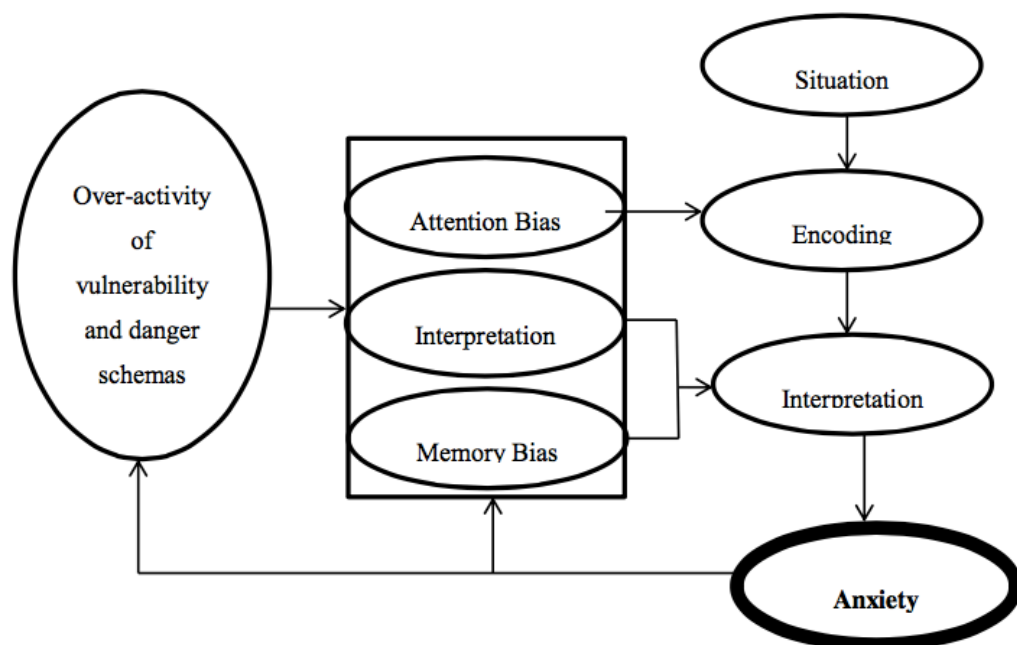 Situation
Over-activity
of
vulnerability
and danger
schemas
Attention Bias
Interpretation
Memory Bias
Encoding
Interpretation
Anxiety